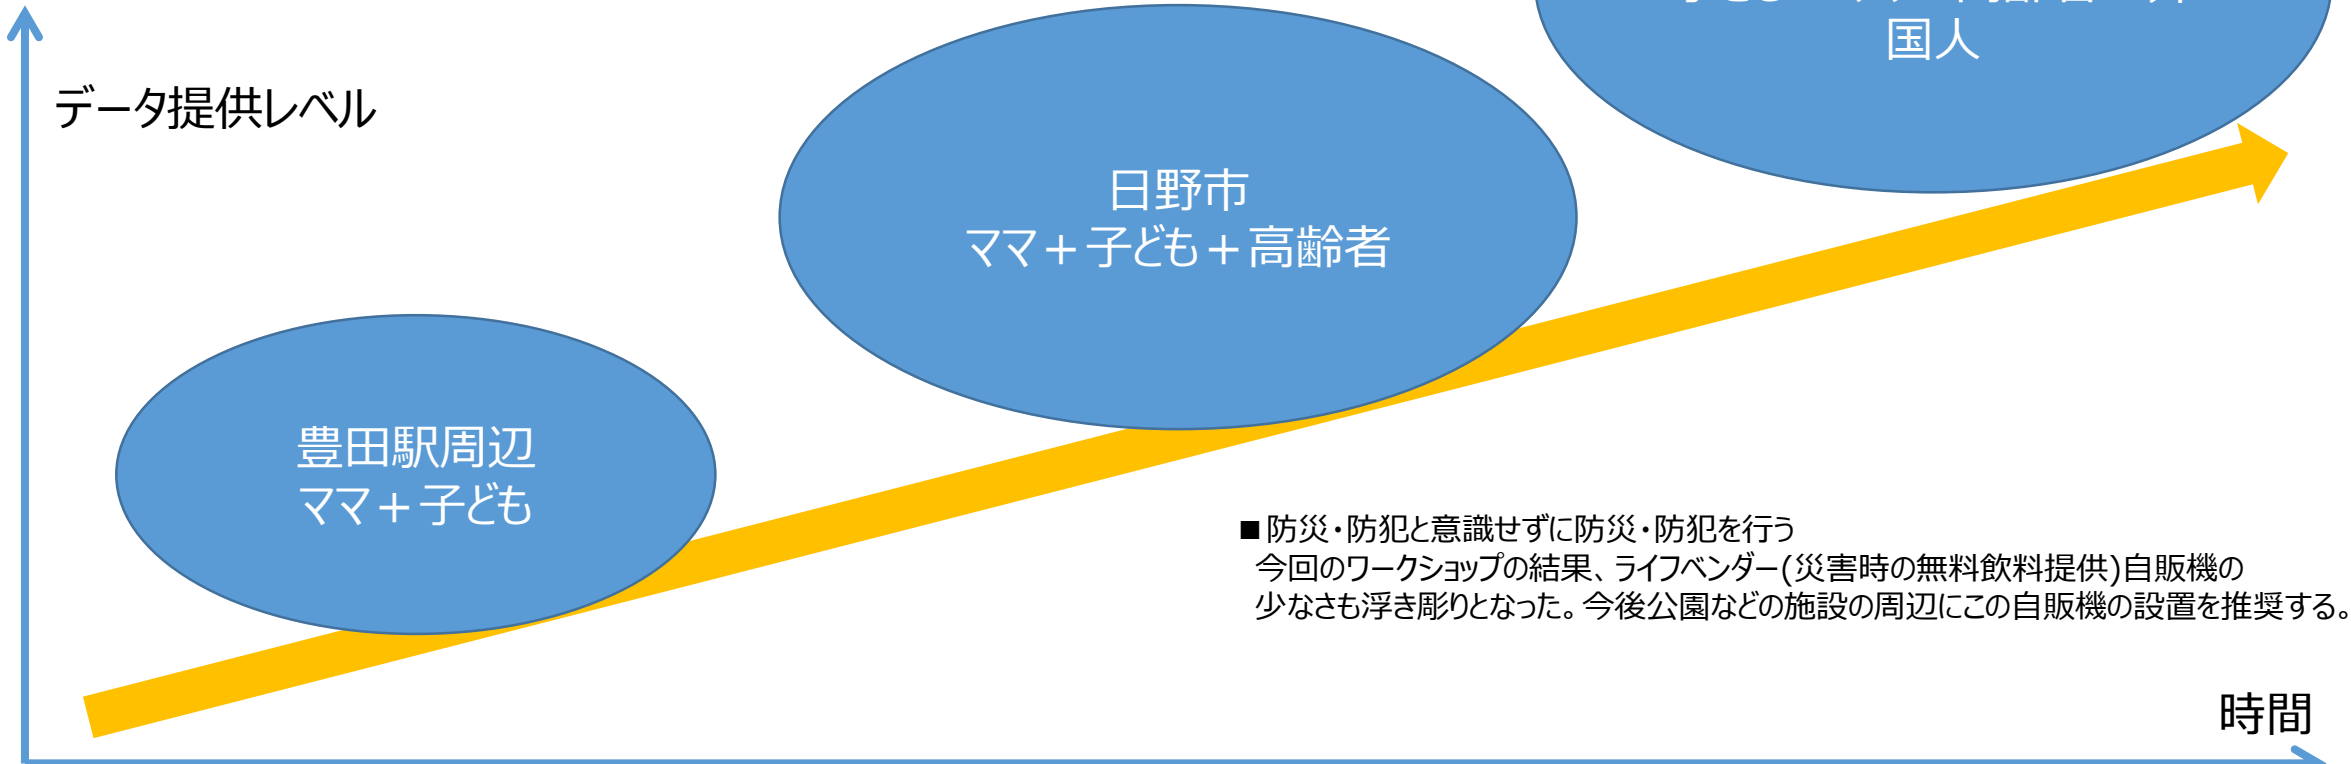 国人
データ提供レベル
日野市
ママ＋子ども＋高齢者
豊田駅周辺
ママ＋子ども
■防災・防犯と意識せずに防災・防犯を行う
今回のワークショップの結果、ライフベンダー(災害時の無料飲料提供)自販機の
少なさも浮き彫りとなった。今後公園などの施設の周辺にこの自販機の設置を推奨する。
時間